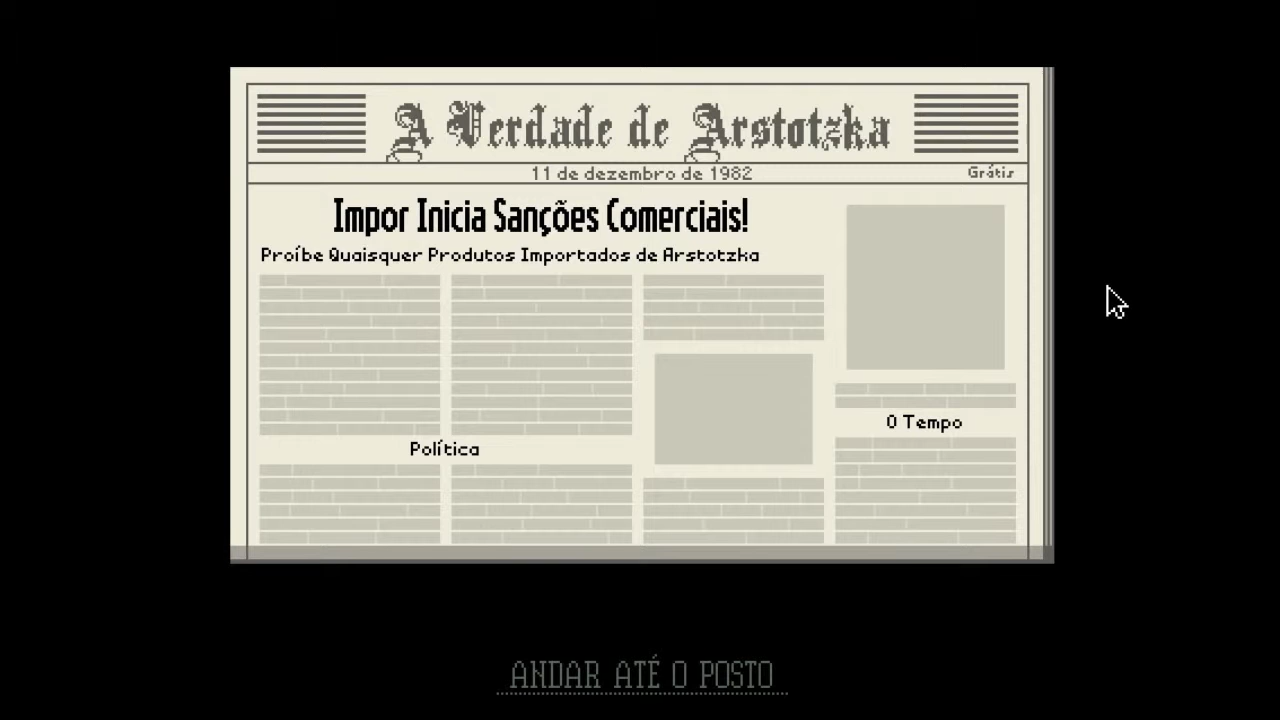 A Verdade de Arstotzka
11 de dezembro de 1982
Grátis
Impor Inicia Sanções Comerciais!
Proíbe Quaisquer Produtos Importados de Arstotzka
Política
O Tempo
ANDAR ATÉ O POSTO